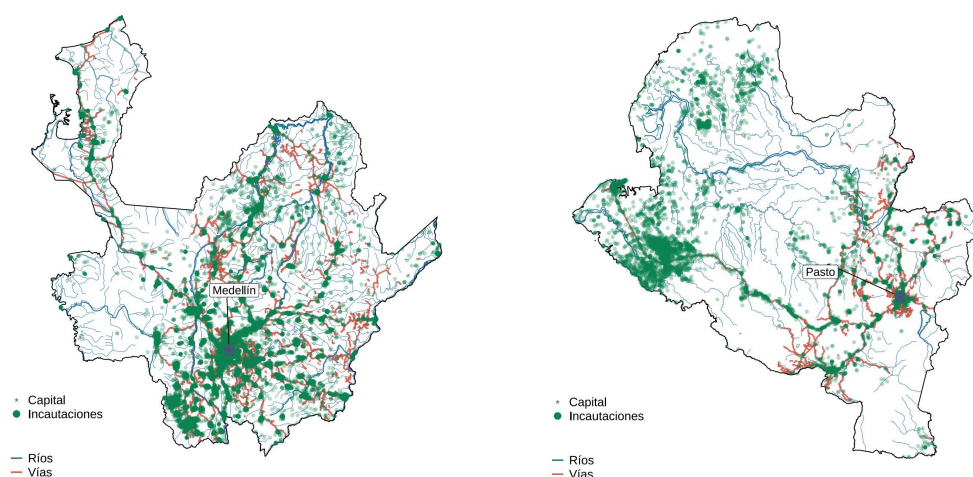 Medellín
Capital
Incautaciones
Ríos
Vías
Pasto
Capital
Incautaciones
Ríos
Vías